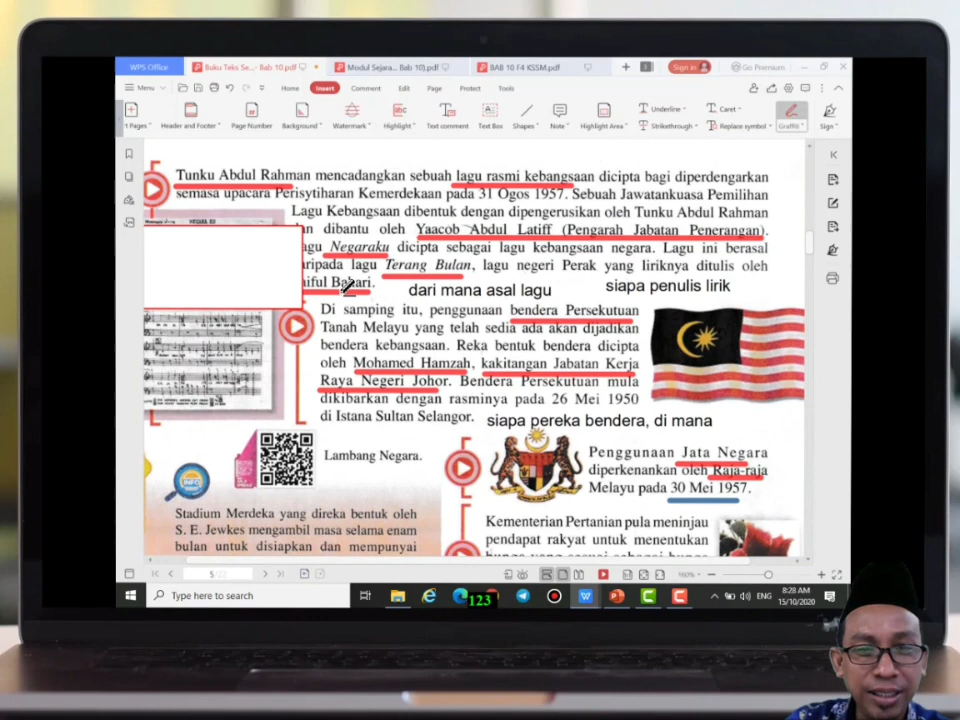 WPS Office
Buku Teks Se...- Bab 10.pdf
Modul Sejara... Bab 10).pdf
BAB 10 F4 KSSM.pdf
Sign in
Go Premium
Menu
Home
Insert
Comment
Edit
Page
Protect
Tools
rt Pages
Header and Footer
Page Number
Background
Watermark
Highlight
Text comment
Text Box
Shapes
Note
Highlight Area
Underline
Strikethrough
Caret
Replace symbol
Graffiti
Sign
Tunku Abdul Rahman mencadangkan sebuah lagu rasmi kebangsaan dicipta bagi diperdengarkan
semasa upacara Perisytiharan Kemerdekaan pada 31 Ogos 1957. Sebuah Jawatankuasa Pemilihan
Lagu Kebangsaan dibentuk dengan dipengerusikan oleh Tunku Abdul Rahman
an dibantu oleh Yaacob Abdul Latiff (Pengarah Jabatan Penerangan).
agu Negaraku dicipta sebagai lagu kebangsaan negara. Lagu ini berasal
aripada lagu Terang Bulan, lagu negeri Perak yang liriknya ditulis oleh
aiful Bahari.
dari mana asal lagu
siapa penulis lirik
Di samping itu, penggunaan bendera Persekutuan
Tanah Melayu yang telah sedia ada akan dijadikan
bendera kebangsaan. Reka bentuk bendera dicipta
oleh Mohamed Hamzah, kakitangan Jabatan Kerja
Raya Negeri Johor. Bendera Persekutuan mula
dikibarkan dengan rasminya pada 26 Mei 1950
di Istana Sultan Selangor.
siapa pereka bendera, di mana
Lambang Negara.
Penggunaan Jata Negara
diperkenankan oleh Raja-raja
Melayu pada 30 Mei 1957.
INFO
Stadium Merdeka yang direka bentuk oleh
S. E. Jewkes mengambil masa selama enam
bulan untuk disiapkan dan mempunyai
Kementerian Pertanian pula meninjau
pendapat rakyat untuk menentukan
160%
Type here to search
123
ENG
8:28 AM
15/10/2020